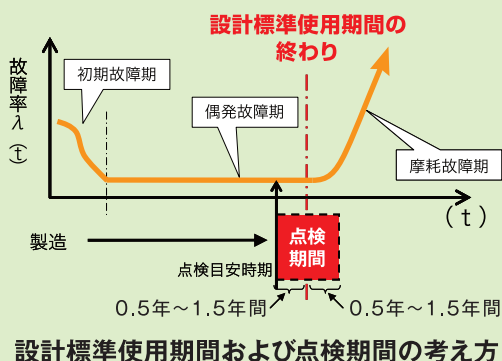 設計標準使用期間の
終わり
故障率λ(t)
初期故障期
偶発故障期
摩耗故障期
(t)
製造
点検
期間
点検目安時期
0.5年~1.5年間
0.5年~1.5年間
設計標準使用期間および点検期間の考え方